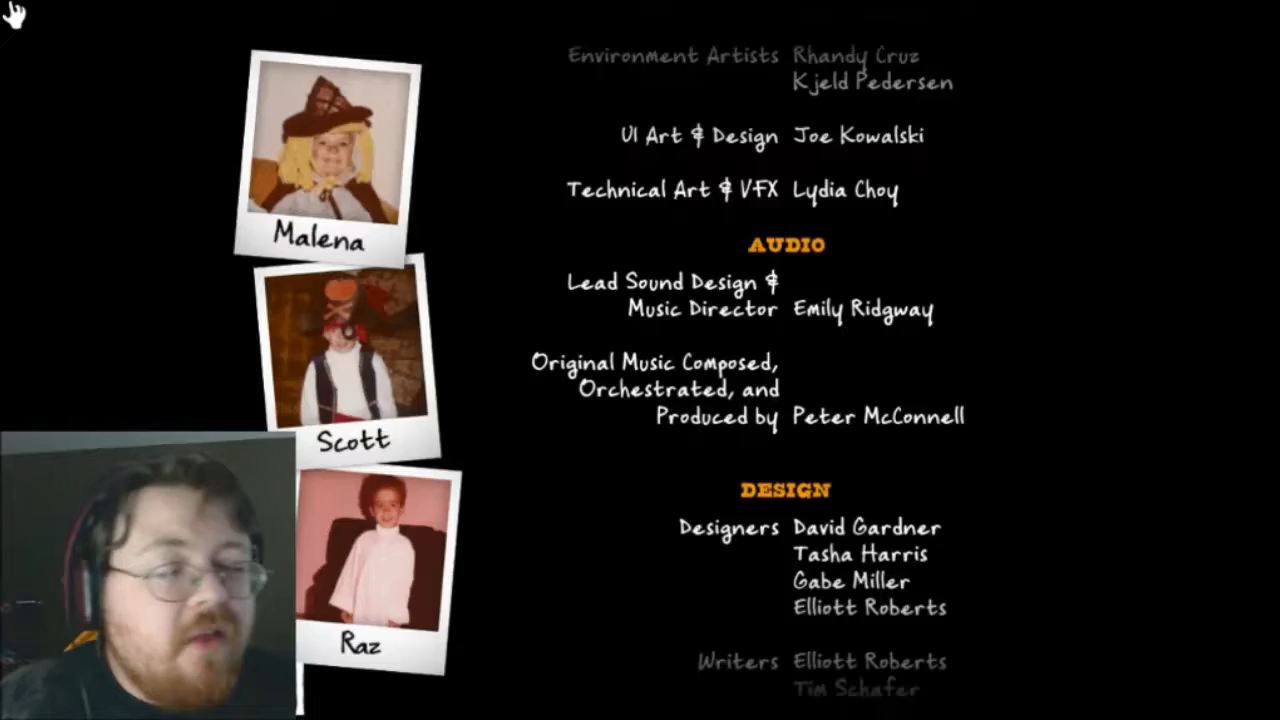 Malena
Scott
Raz
Environment Artists Rhandy Cruz
Kjeld Pedersen
UI Art & Design Joe Kowalski
Technical Art & VFX Lydia Choy
AUDIO
Lead Sound Design &
Music Director Emily Ridgway
Original Music Composed,
Orchestrated, and
Produced by Peter McConnell
DESIGN
Designers David Gardner
Tasha Harris
Gabe Miller
Elliott Roberts
Writers Elliott Roberts
Tim Schafer